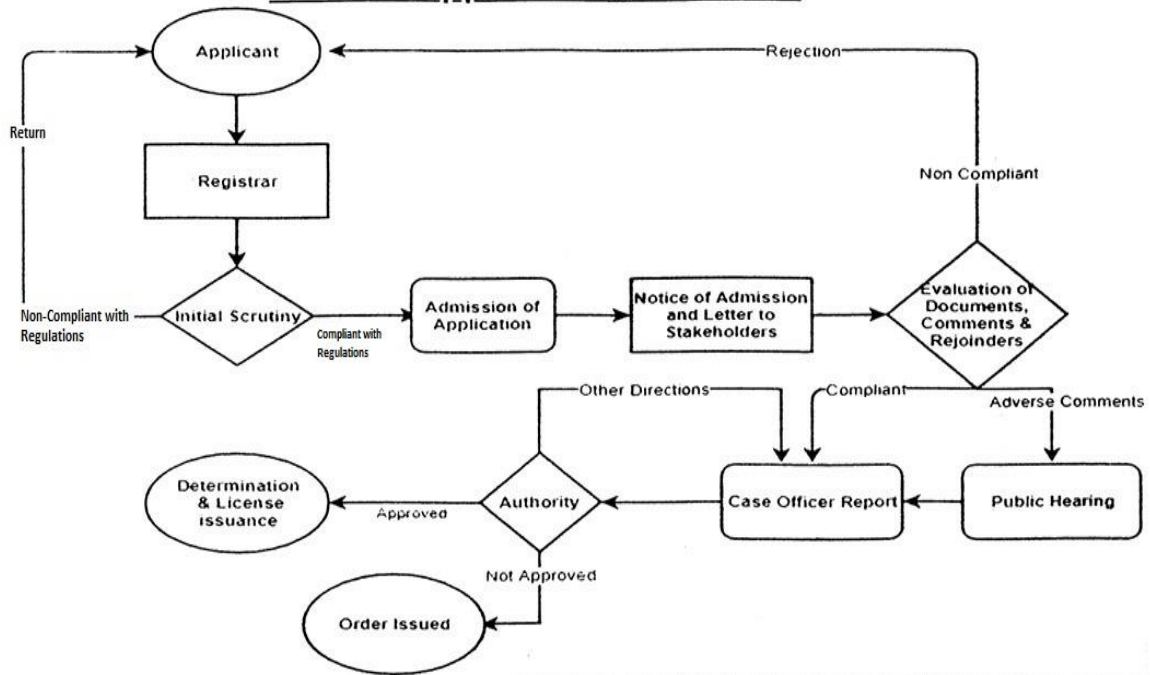 Applicant
Rejection
Return
Registrar
Non Compliant
Non-Compliant with
Regulations
Initial Scrutiny
Compliant with
Regulations
Admission of
Application
Notice of Admission
and Letter to
Stakeholders
Evaluation of
Documents,
Comments &
Rejoinders
Other Directions
Compliant
Adverse Comments
Determination
& License
issuance
Approved
Authority
Case Officer Report
Public Hearing
Not Approved
Order Issued